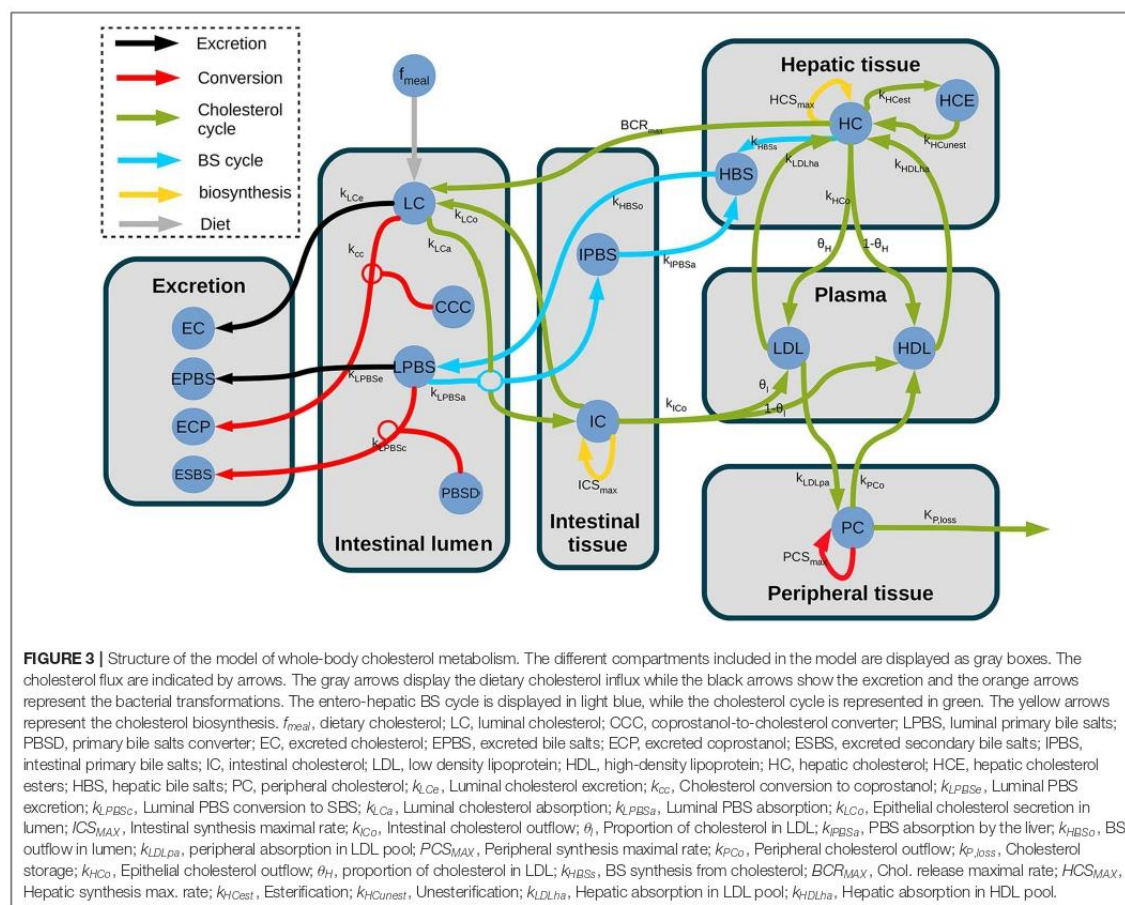 Excretion
Conversion
Cholesterol
cycle
BS cycle
biosynthesis
Diet
f_meal
Hepatic tissue
HCS_max
k_HCest
HCE
HC
k_HCunest
BCR_max
k_HBSs
k_LDLha
k_HDLha
HBS
k_HCo
θ_H
1-θ_H
k_LCe
LC
k_LCo
k_LCa
k_HBSo
k_cc
IPBS
k_IPBSa
CCC
Excretion
EC
EPBS
ECP
ESBS
LPBS
k_LPBSe
k_LPBSa
k_LPBSc
PBSD
Intestinal lumen
IC
ICS_max
Intestinal
tissue
k_ICo
θ_I
1-θ_I
Plasma
LDL
HDL
k_LDLpa
k_PCo
PC
K_P,loss
PCS_max
Peripheral tissue
FIGURE 3 | Structure of the model of whole-body cholesterol metabolism. The different compartments included in the model are displayed as gray boxes. The
cholesterol flux are indicated by arrows. The gray arrows display the dietary cholesterol influx while the black arrows show the excretion and the orange arrows
represent the bacterial transformations. The entero-hepatic BS cycle is displayed in light blue, while the cholesterol cycle is represented in green. The yellow arrows
represent the cholesterol biosynthesis. f_meal, dietary cholesterol; LC, luminal cholesterol; CCC, coprostanol-to-cholesterol converter; LPBS, luminal primary bile salts;
PBSD, primary bile salts converter; EC, excreted cholesterol; EPBS, excreted bile salts; ECP, excreted coprostanol; ESBS, excreted secondary bile salts; IPBS,
intestinal primary bile salts; IC, intestinal cholesterol; LDL, low density lipoprotein; HDL, high-density lipoprotein; HC, hepatic cholesterol; HCE, hepatic cholesterol
esters; HBS, hepatic bile salts; PC, peripheral cholesterol; k_LCe, Luminal cholesterol excretion; k_cc, Cholesterol conversion to coprostanol; k_LPBSe, Luminal PBS
excretion; k_LPBSc, Luminal PBS conversion to SBS; k_LCa, Luminal cholesterol absorption; k_LPBSa, Luminal PBS absorption; k_LCo, Epithelial cholesterol secretion in
lumen; ICS_MAX, Intestinal synthesis maximal rate; k_ICo, Intestinal cholesterol outflow; θ_I, Proportion of cholesterol in LDL; k_IPBSa, PBS absorption by the liver; k_HBSo, BS
outflow in lumen; k_LDLpa, peripheral absorption in LDL pool; PCS_MAX, Peripheral synthesis maximal rate; k_PCo, Peripheral cholesterol outflow; k_P,loss, Cholesterol
storage; k_HCo, Epithelial cholesterol outflow; θ_H, proportion of cholesterol in LDL; k_HBSs, BS synthesis from cholesterol; BCR_MAX, Chol. release maximal rate; HCS_MAX,
Hepatic synthesis max. rate; k_HCest, Esterification; k_HCunest, Unesterification; k_LDLha, Hepatic absorption in LDL pool; k_HDLha, Hepatic absorption in HDL pool.